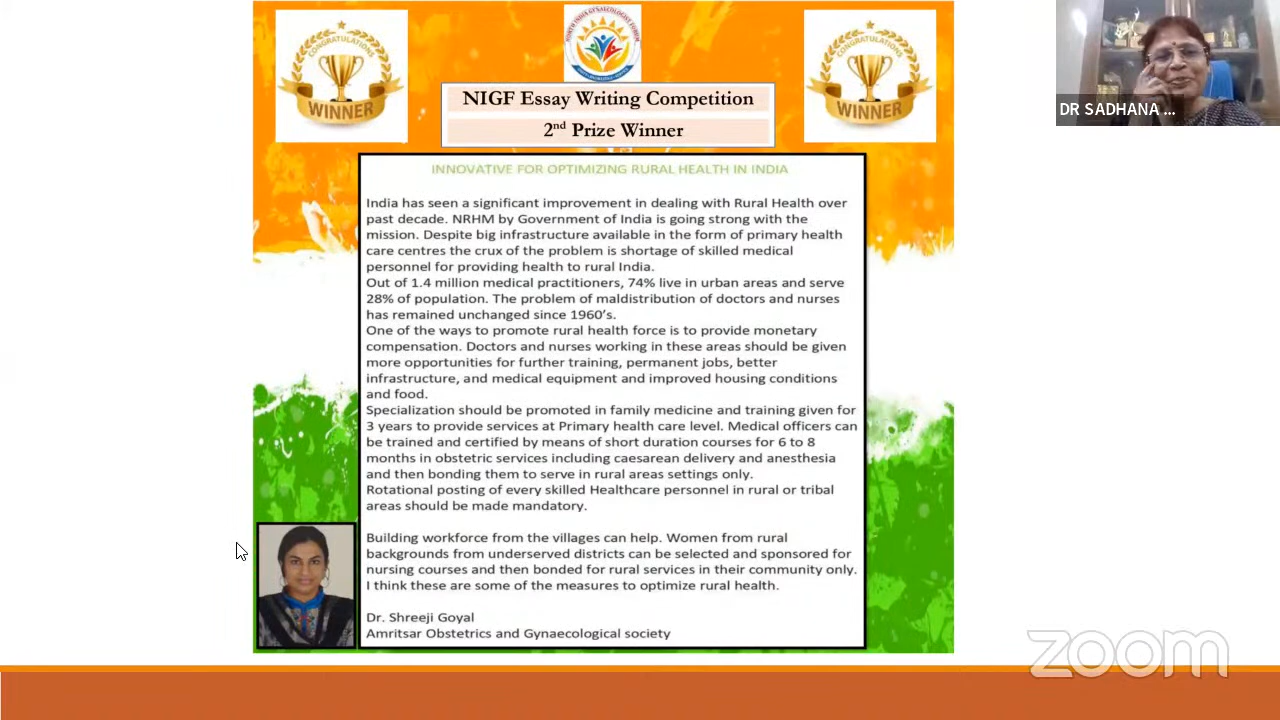 CONGRATULATIONS
WINNER
NORTH INDIA GYNAECOLOGIST FORUM
CONGRATULATIONS
WINNER
DR SADHANA ...
NIGF Essay Writing Competition
2nd Prize Winner
INNOVATIVE FOR OPTIMIZING RURAL HEALTH IN INDIA
India has seen a significant improvement in dealing with Rural Health over
past decade. NRHM by Government of India is going strong with the
mission. Despite big infrastructure available in the form of primary health
care centres the crux of the problem is shortage of skilled medical
personnel for providing health to rural India.
Out of 1.4 million medical practitioners, 74% live in urban areas and serve
28% of population. The problem of maldistribution of doctors and nurses
has remained unchanged since 1960's.
One of the ways to promote rural health force is to provide monetary
compensation. Doctors and nurses working in these areas should be given
more opportunities for further training, permanent jobs, better
infrastructure, and medical equipment and improved housing conditions
and food.
Specialization should be promoted in family medicine and training given for
3 years to provide services at Primary health care level. Medical officers can
be trained and certified by means of short duration courses for 6 to 8
months in obstetric services including caesarean delivery and anesthesia
and then bonding them to serve in rural areas settings only.
Rotational posting of every skilled Healthcare personnel in rural or tribal
areas should be made mandatory.
Building workforce from the villages can help. Women from rural
backgrounds from underserved districts can be selected and sponsored for
nursing courses and then bonded for rural services in their community only.
I think these are some of the measures to optimize rural health.
Dr. Shreeji Goyal
Amritsar Obstetrics and Gynaecological society
zoom